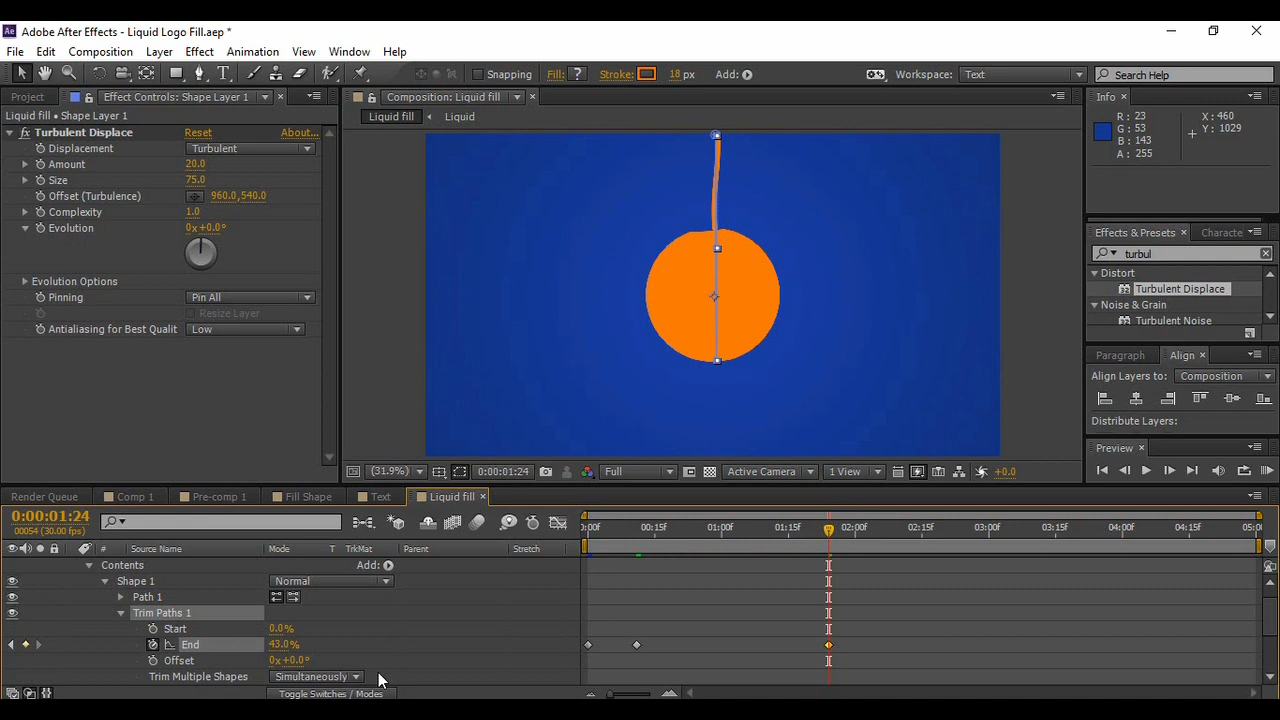 Ae Adobe After Effects - Liquid Logo Fill.aep *
File Edit Composition Layer Effect Animation View Window Help
Snapping Fill: ? Stroke: 18 px Add: Workspace: Text Search Help
Project Effect Controls: Shape Layer 1 Composition: Liquid fill Info
Liquid fill • Shape Layer 1 Liquid fill Liquid
fx Turbulent Displace Reset About...
R: 23 X: 460
G: 53 Y: 1029
B: 143
A: 255
Displacement Turbulent
Amount 20.0
Size 75.0
Offset (Turbulence) 960.0,540.0
Complexity 1.0
Evolution 0x+0.0°
Evolution Options
Pinning Pin All
Resize Layer
Antialiasing for Best Qualit Low
Effects & Presets Characte
turbul
Distort
Turbulent Displace
Noise & Grain
Turbulent Noise
Paragraph Align
Align Layers to: Composition
Distribute Layers:
Preview
(31.9%) 0:00:01:24 Full Active Camera 1 View +0.0
Render Queue Comp 1 Pre-comp 1 Fill Shape Text Liquid fill
0:00:01:24
00054 (30.00 fps)
:00f 00:15f 01:00f 01:15f 02:00f 02:15f 03:00f 03:15f 04:00f 04:15f 05:0
# Source Name Mode T TrkMat Parent Stretch
Contents Add:
Shape 1 Normal
Path 1
Trim Paths 1
Start 0.0%
End 43.0%
Offset 0x+0.0°
Trim Multiple Shapes Simultaneously
Toggle Switches / Modes